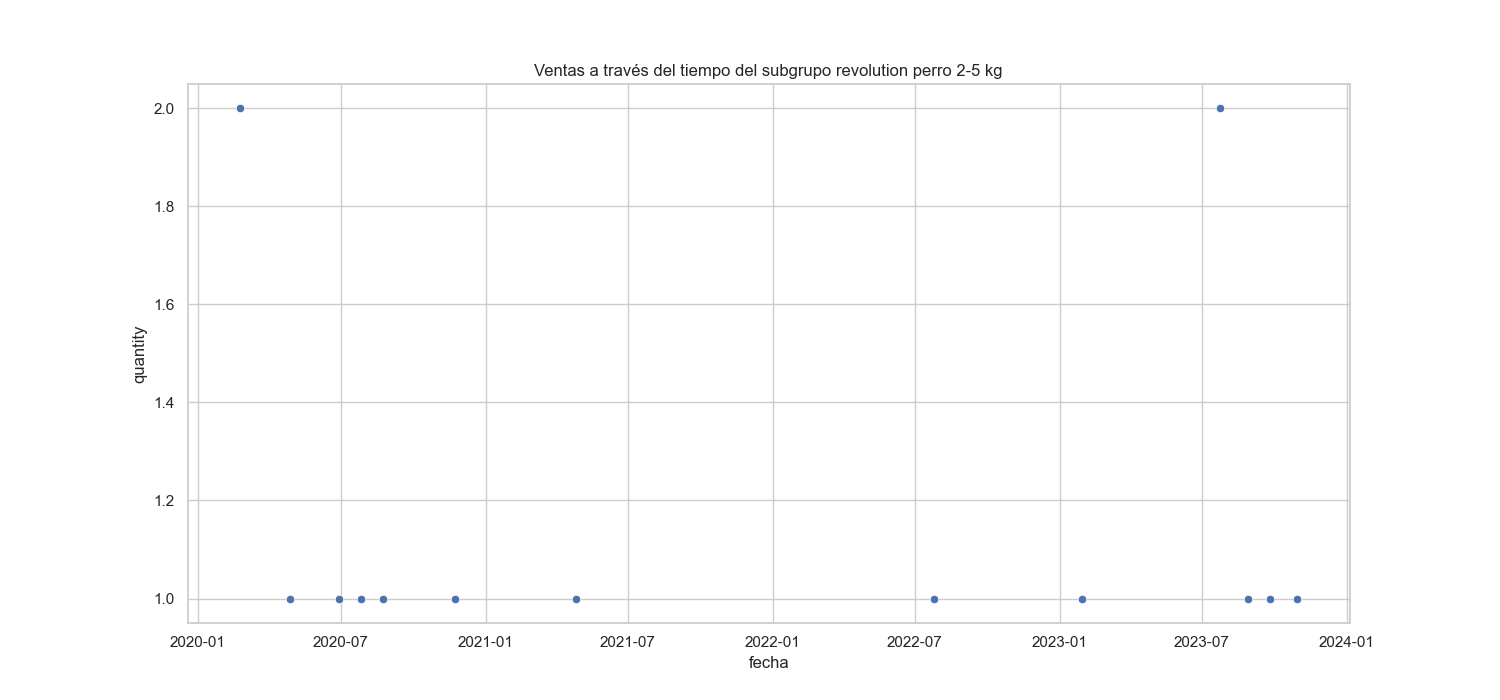 Ventas a través del tiempo del subgrupo revolution perro 2-5 kg
2.0
1.8
1.6
1.4
1.2
1.0
quantity
2020-01 2020-07 2021-01 2021-07 2022-01 2022-07 2023-01 2023-07 2024-01
fecha